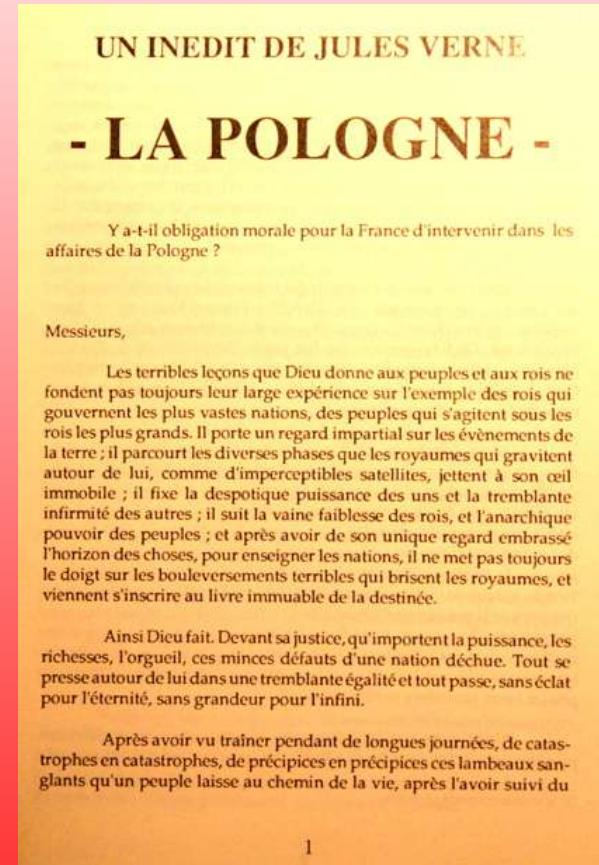 UN INEDIT DE JULES VERNE
- LA POLOGNE -
Y a-t-il obligation morale pour la France d'intervenir dans les
affaires de la Pologne ?
Messieurs,
Les terribles leçons que Dieu donne aux peuples et aux rois ne
fondent pas toujours leur large expérience sur l'exemple des rois qui
gouvernent les plus vastes nations, des peuples qui s'agitent sous les
rois les plus grands. Il porte un regard impartial sur les évènements de
la terre ; il parcourt les diverses phases que les royaumes qui gravitent
autour de lui, comme d'imperceptibles satellites, jettent à son œil
immobile ; il fixe la despotique puissance des uns et la tremblante
infirmité des autres ; il suit la vaine faiblesse des rois, et l'anarchique
pouvoir des peuples ; et après avoir de son unique regard embrassé
l'horizon des choses, pour enseigner les nations, il ne met pas toujours
le doigt sur les bouleversements terribles qui brisent les royaumes, et
viennent s'inscrire au livre immuable de la destinée.
Ainsi Dieu fait. Devant sa justice, qu'importent la puissance, les
richesses, l'orgueil, ces minces défauts d'une nation déchue. Tout se
presse autour de lui dans une tremblante égalité et tout passe, sans éclat
pour l'éternité, sans grandeur pour l'infini.
Après avoir vu traîner pendant de longues journées, de catas-
trophes en catastrophes, de précipices en précipices ces lambeaux san-
glants qu'un peuple laisse au chemin de la vie, après l'avoir suivi du
1